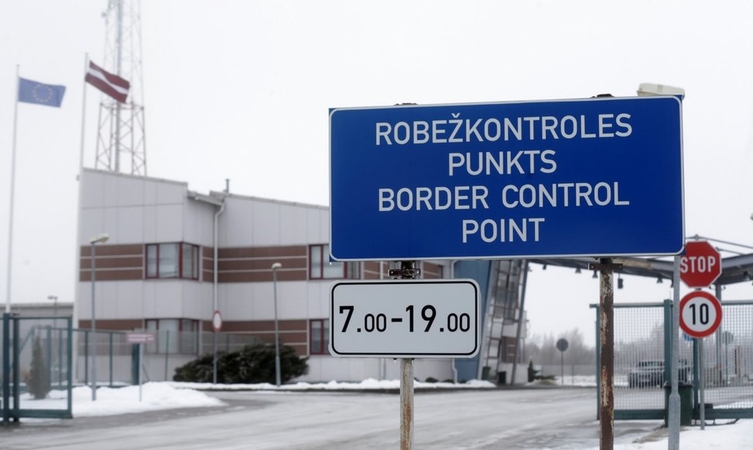 ROBEŽKONTROLES
PUNKTS
BORDER CONTROL
POINT
7.00-19.00
STOP
10